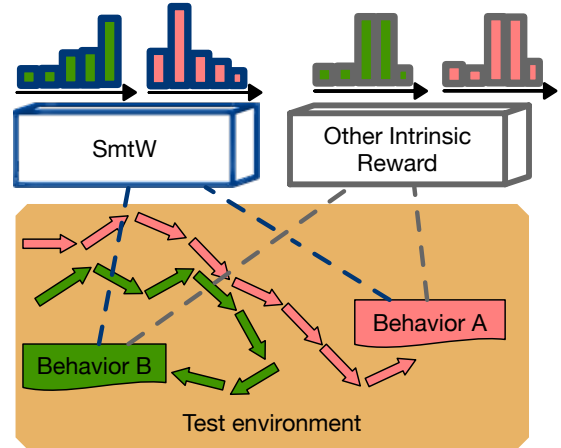 SmtW
Other Intrinsic
Reward
Behavior A
Behavior B
Test environment